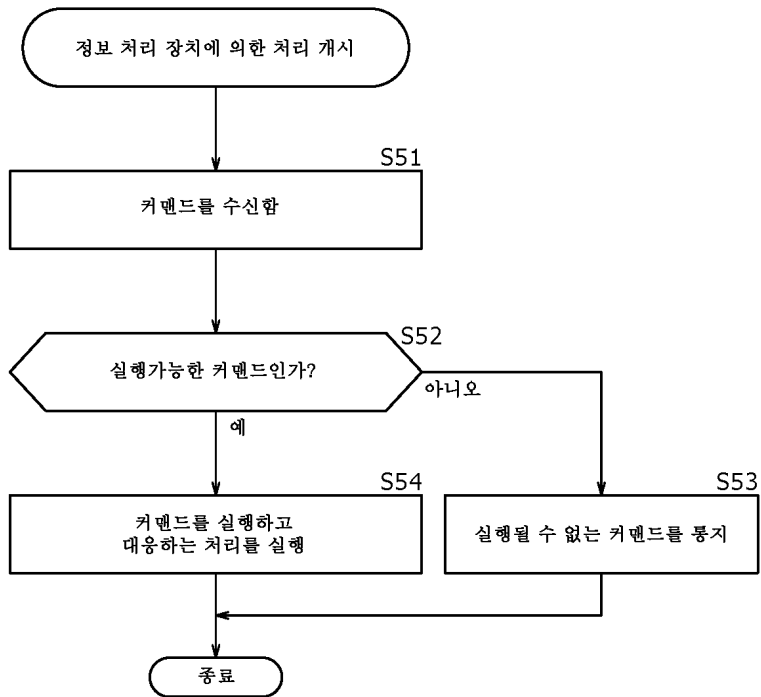 정보 처리 장치에 의한 처리 개시
S51
커맨드를 수신함
S52
실행가능한 커맨드인가?
아니오
예
S54
커맨드를 실행하고
대응하는 처리를 실행
S53
실행될 수 없는 커맨드를 통지
종료